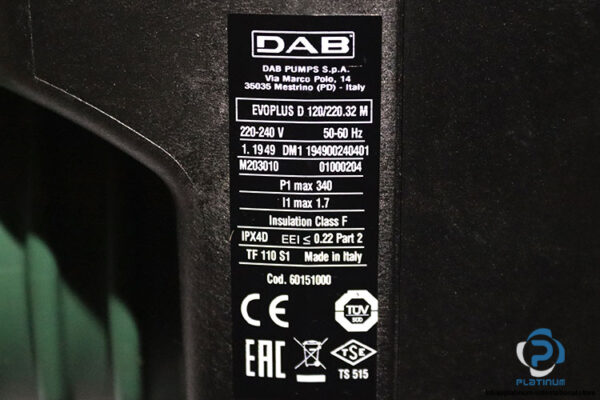 DAB
DAB PUMPS S.p.A.
Via Marco Polo, 14
35035 Mestrino (PD) - Italy
EVOPLUS D 120/220.32 M
220-240 V 50-60 Hz
1. 1949 DM1 194900240401
M203010 01000204
P1 max 340
I1 max 1.7
Insulation Class F
IPX4D EEI ≤ 0.22 Part 2
TF 110 S1 Made in Italy
Cod. 60151000
CE TÜV
SÜD
EAC TSE
TS 515
PLATINUM